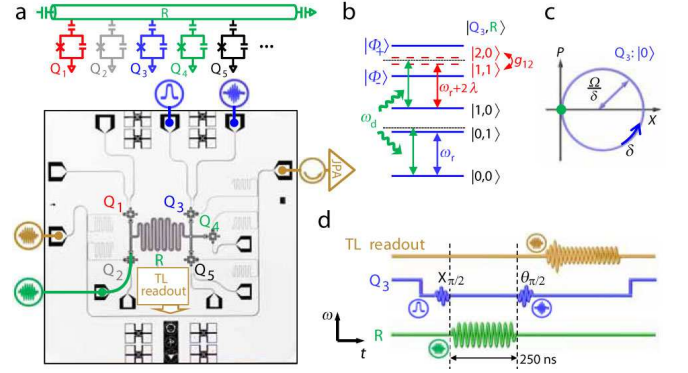 a
R
Q1 Q2 Q3 Q4 Q5 ...
JPA
Q1 Q3
Q4
Q2 R Q5
TL
readout
b
|Q3,R⟩
|Φ+⟩ |2,0⟩
g12
|Φ-⟩ |1,1⟩
ωr+2λ
|1,0⟩
ωd
|0,1⟩
ωr
|0,0⟩
c
Q3: |0⟩
P
Ω/δ
X
δ
d
TL readout
Q3 Xπ/2 θπ/2
ω
R
t
250 ns